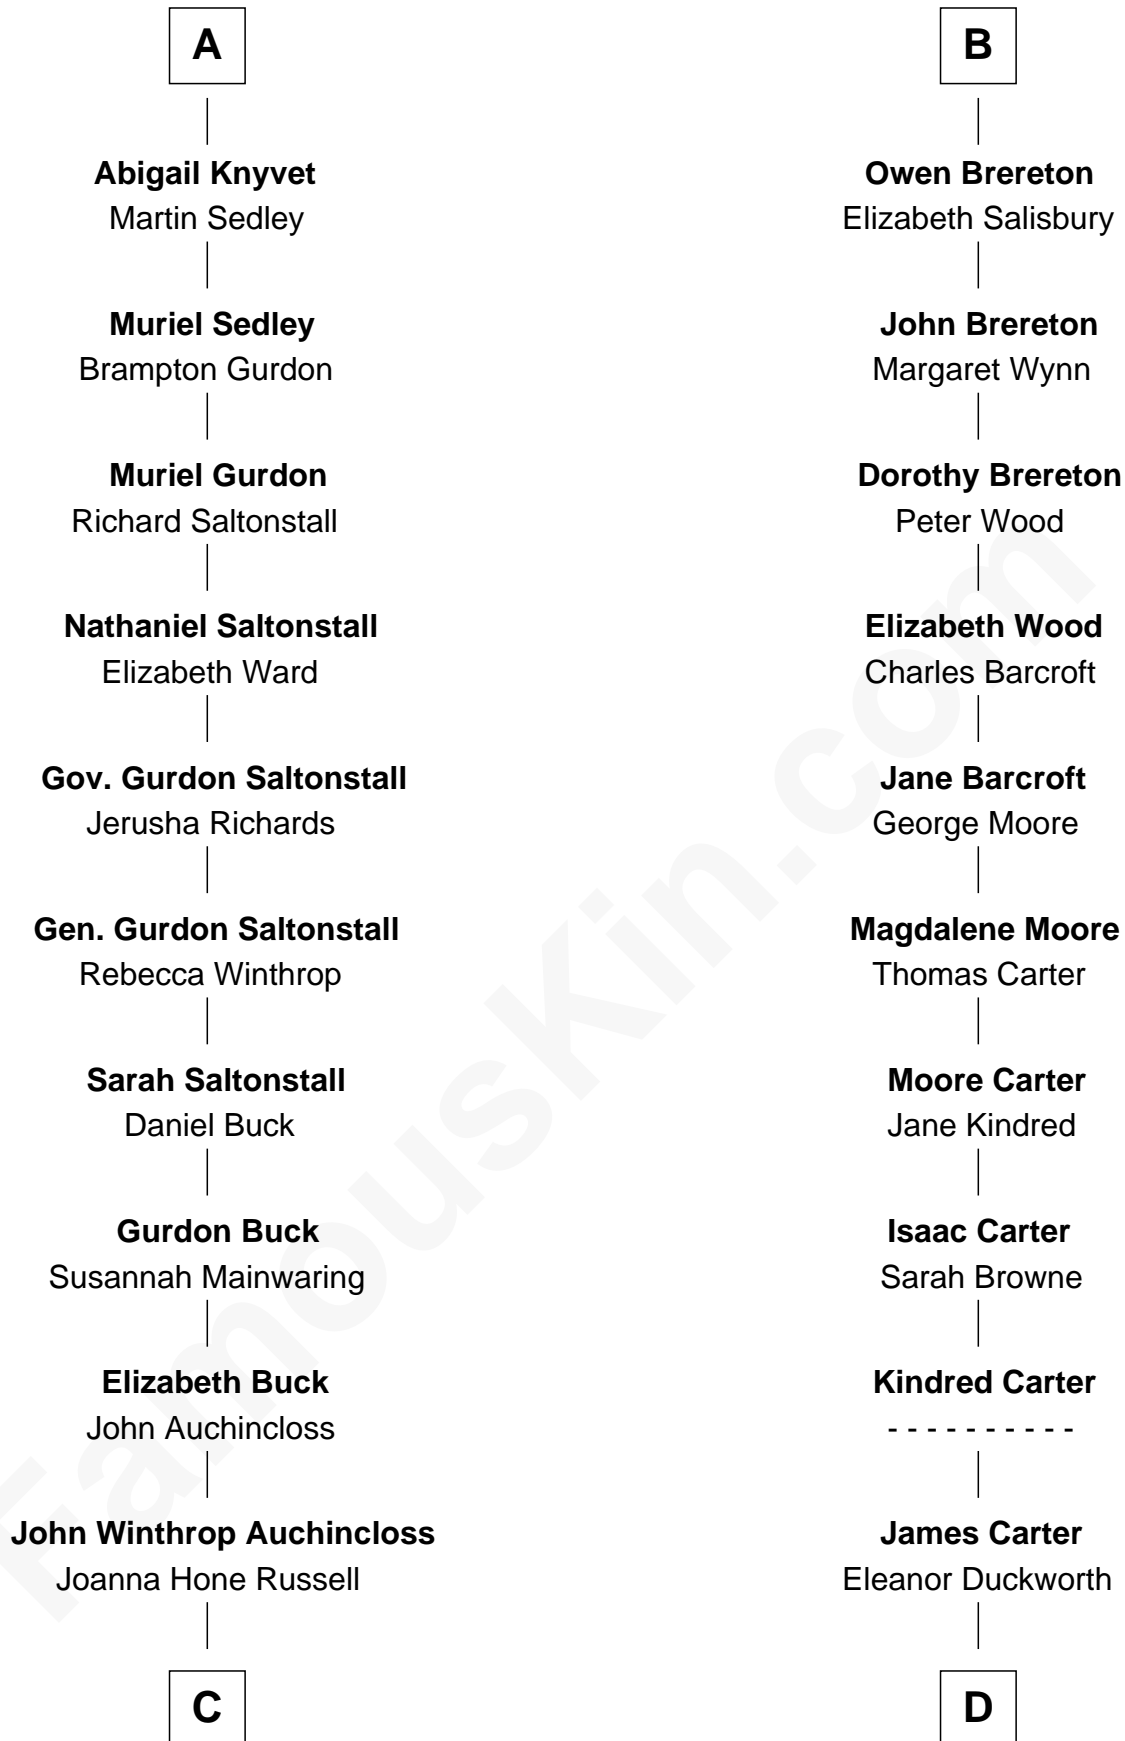 A
Abigail Knyvet
Martin Sedley
Muriel Sedley
Brampton Gurdon
Muriel Gurdon
Richard Saltonstall
Nathaniel Saltonstall
Elizabeth Ward
Gov. Gurdon Saltonstall
Jerusha Richards
Gen. Gurdon Saltonstall
Rebecca Winthrop
Sarah Saltonstall
Daniel Buck
Gurdon Buck
Susannah Mainwaring
Elizabeth Buck
John Auchincloss
John Winthrop Auchincloss
Joanna Hone Russell
C
B
Owen Brereton
Elizabeth Salisbury
John Brereton
Margaret Wynn
Dorothy Brereton
Peter Wood
Elizabeth Wood
Charles Barcroft
Jane Barcroft
George Moore
Magdalene Moore
Thomas Carter
Moore Carter
Jane Kindred
Isaac Carter
Sarah Browne
Kindred Carter
- - - - - - - - - -
James Carter
Eleanor Duckworth
D
FamousKin.com